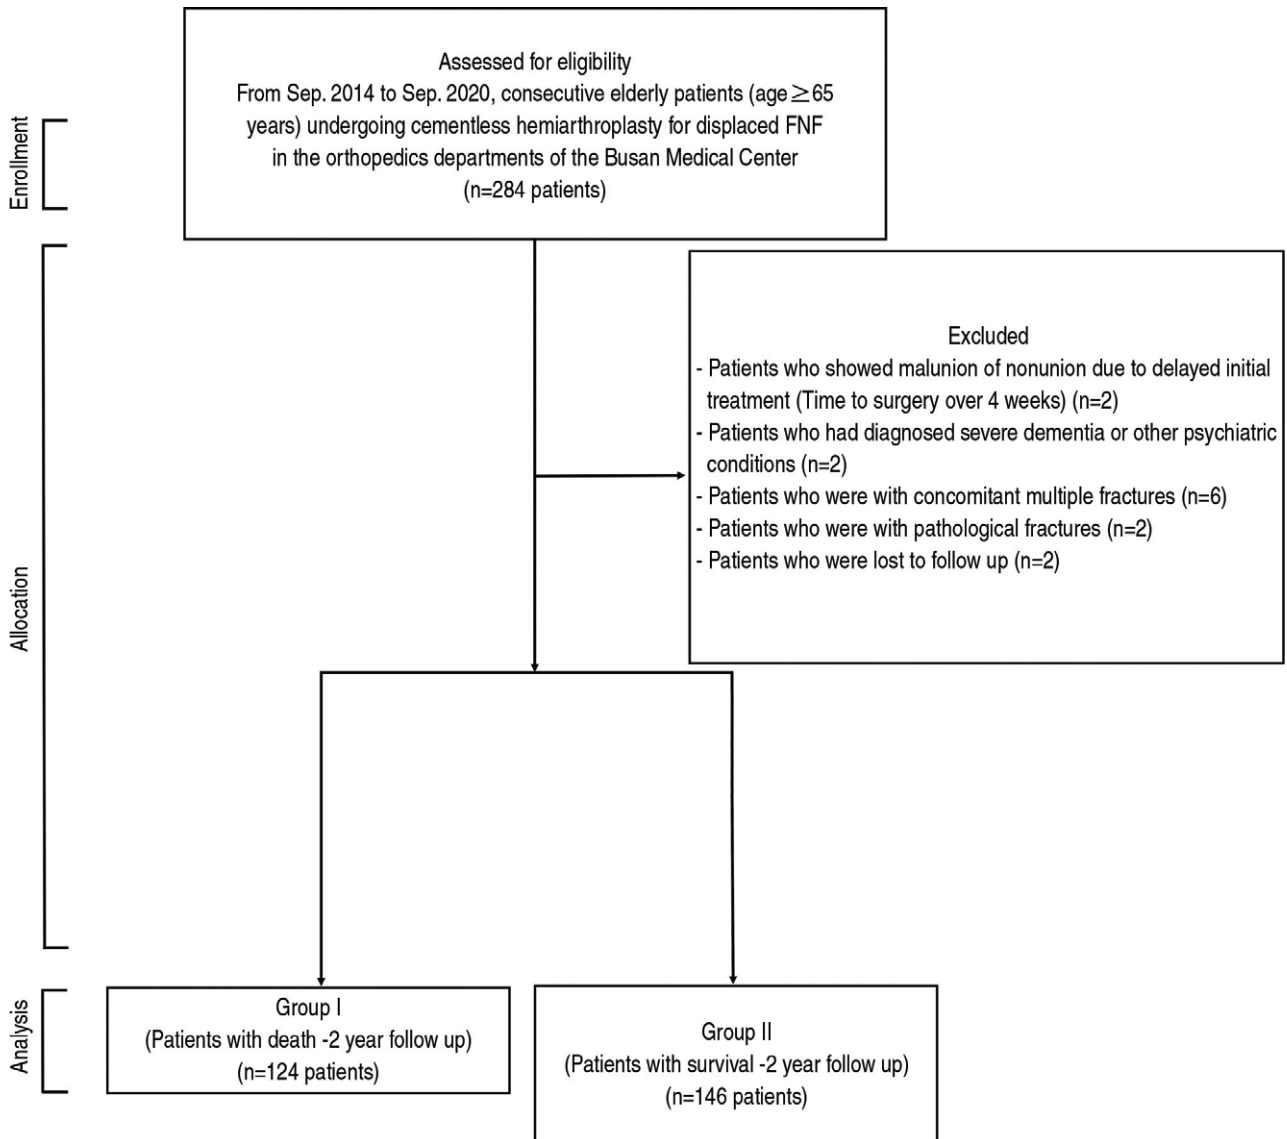 Enrollment
Assessed for eligibility
From Sep. 2014 to Sep. 2020, consecutive elderly patients (age ≥ 65
years) undergoing cementless hemiarthroplasty for displaced FNF
in the orthopedics departments of the Busan Medical Center
(n=284 patients)
Allocation
Excluded
- Patients who showed malunion of nonunion due to delayed initial
treatment (Time to surgery over 4 weeks) (n=2)
- Patients who had diagnosed severe dementia or other psychiatric
conditions (n=2)
- Patients who were with concomitant multiple fractures (n=6)
- Patients who were with pathological fractures (n=2)
- Patients who were lost to follow up (n=2)
Analysis
Group I
(Patients with death -2 year follow up)
(n=124 patients)
Group II
(Patients with survival -2 year follow up)
(n=146 patients)